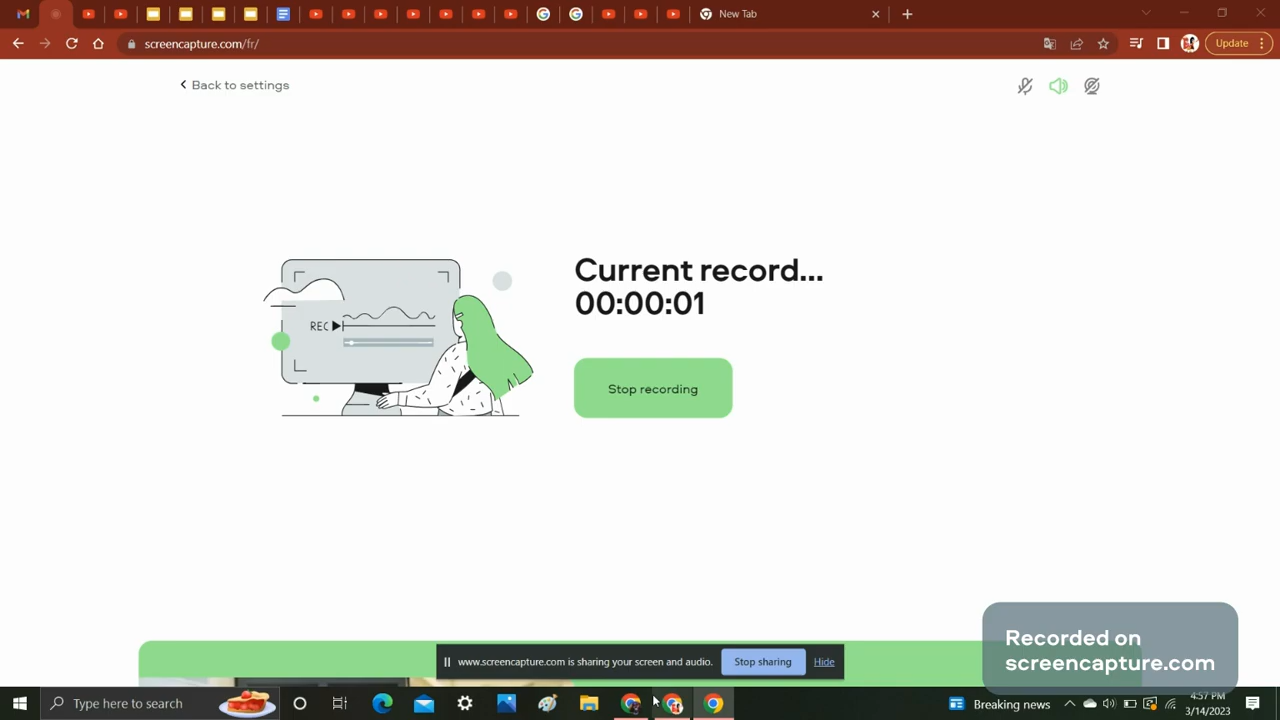 New Tab
screencapture.com/fr/
Update
Back to settings
Current record...
00:00:01
REC
Stop recording
www.screencapture.com is sharing your screen and audio.
Stop sharing
Hide
Recorded on
screencapture.com
Type here to search
Breaking news
4:57 PM
3/14/2023